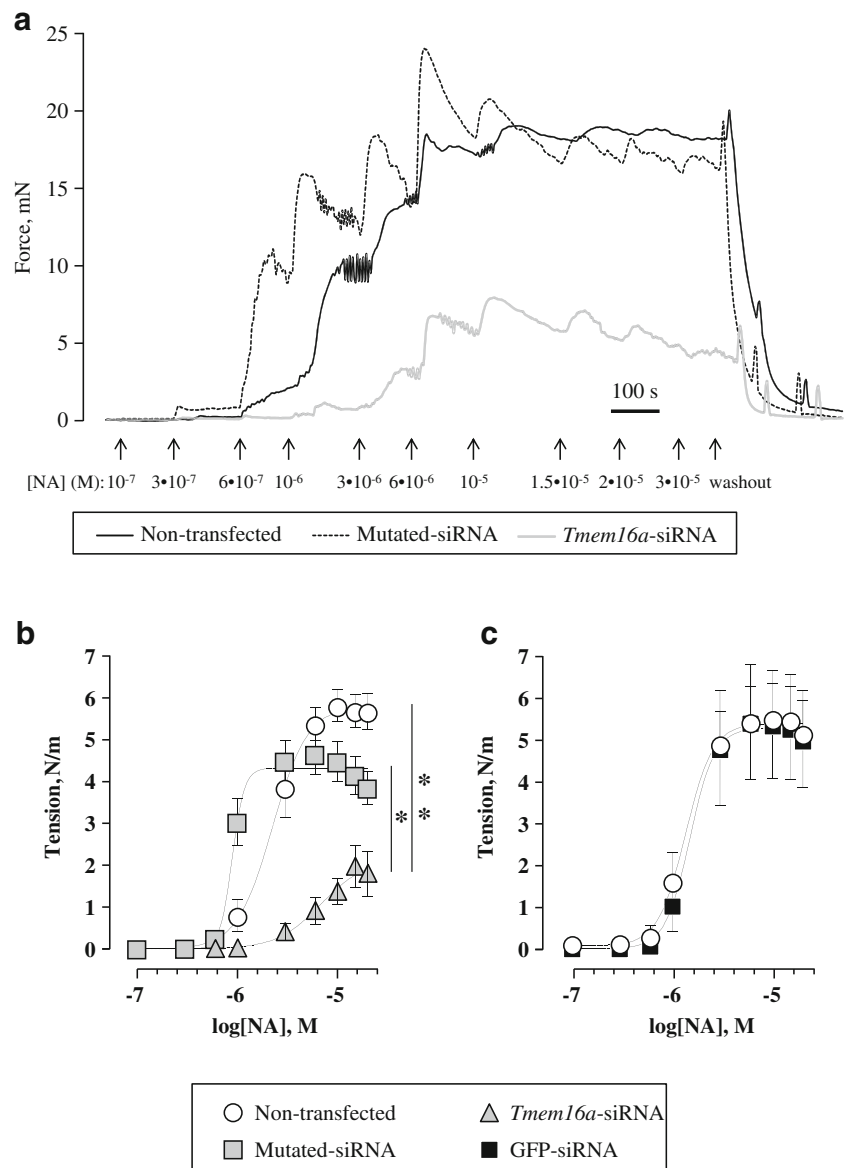 a
25
20
15
10
5
0
Force, mN
100 s
[NA] (M): 10⁻⁷ 3•10⁻⁷ 6•10⁻⁷ 10⁻⁶ 3•10⁻⁶ 6•10⁻⁶ 10⁻⁵ 1.5•10⁻⁵ 2•10⁻⁵ 3•10⁻⁵ washout
Non-transfected Mutated-siRNA Tmem16a-siRNA
b
7
6
5
4
3
2
1
0
Tension, N/m
-7 -6 -5
log[NA], M
*
*
*
c
7
6
5
4
3
2
1
0
Tension, N/m
-7 -6 -5
log[NA], M
Non-transfected Tmem16a-siRNA
Mutated-siRNA GFP-siRNA